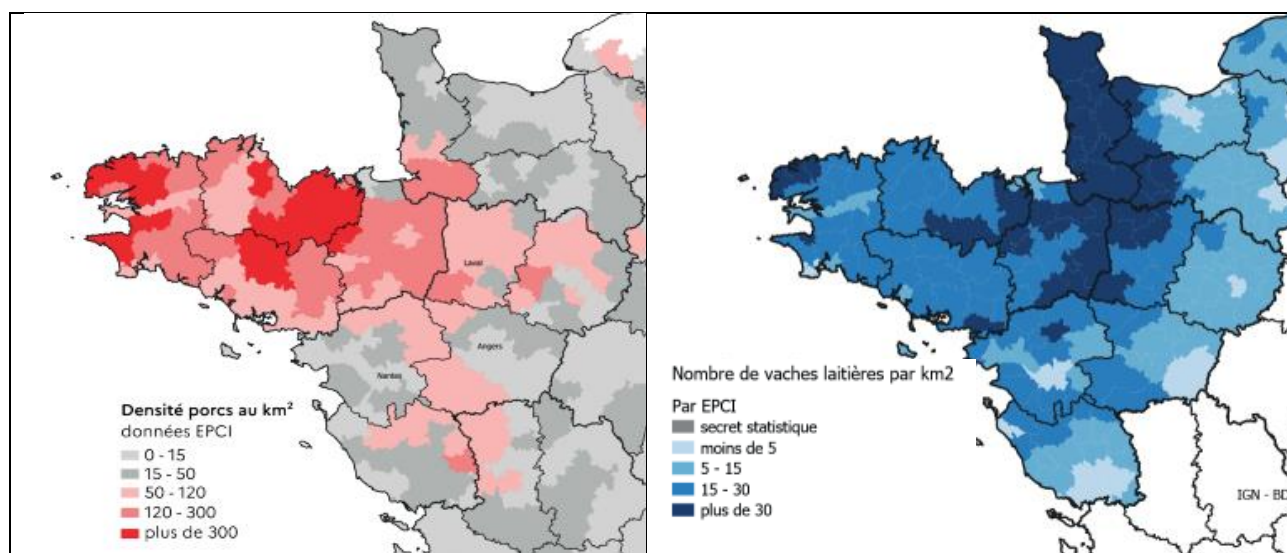 Laval
Angers
Nantes
Densité porcs au km²
données EPCI
0 - 15
15 - 50
50 - 120
120 - 300
plus de 300
Nombre de vaches laitières par km2
Par EPCI
secret statistique
moins de 5
5 - 15
15 - 30
plus de 30
IGN - BD